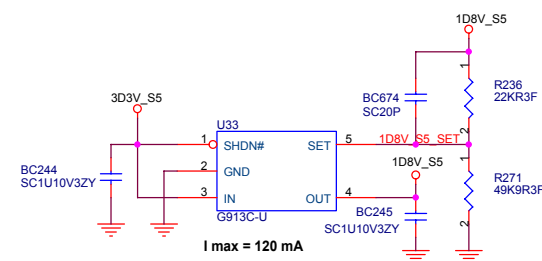 1D8V_S5
R236
22KR3F
1
2
BC674
SC20P
3D3V_S5
U33
1
SHDN#
SET
5
1D8V_S5_SET
2
GND
1D8V_S5
3
IN
OUT
4
G913C-U
BC244
SC1U10V3ZY
BC245
SC1U10V3ZY
1
R271
49K9R3F
2
I max = 120 mA